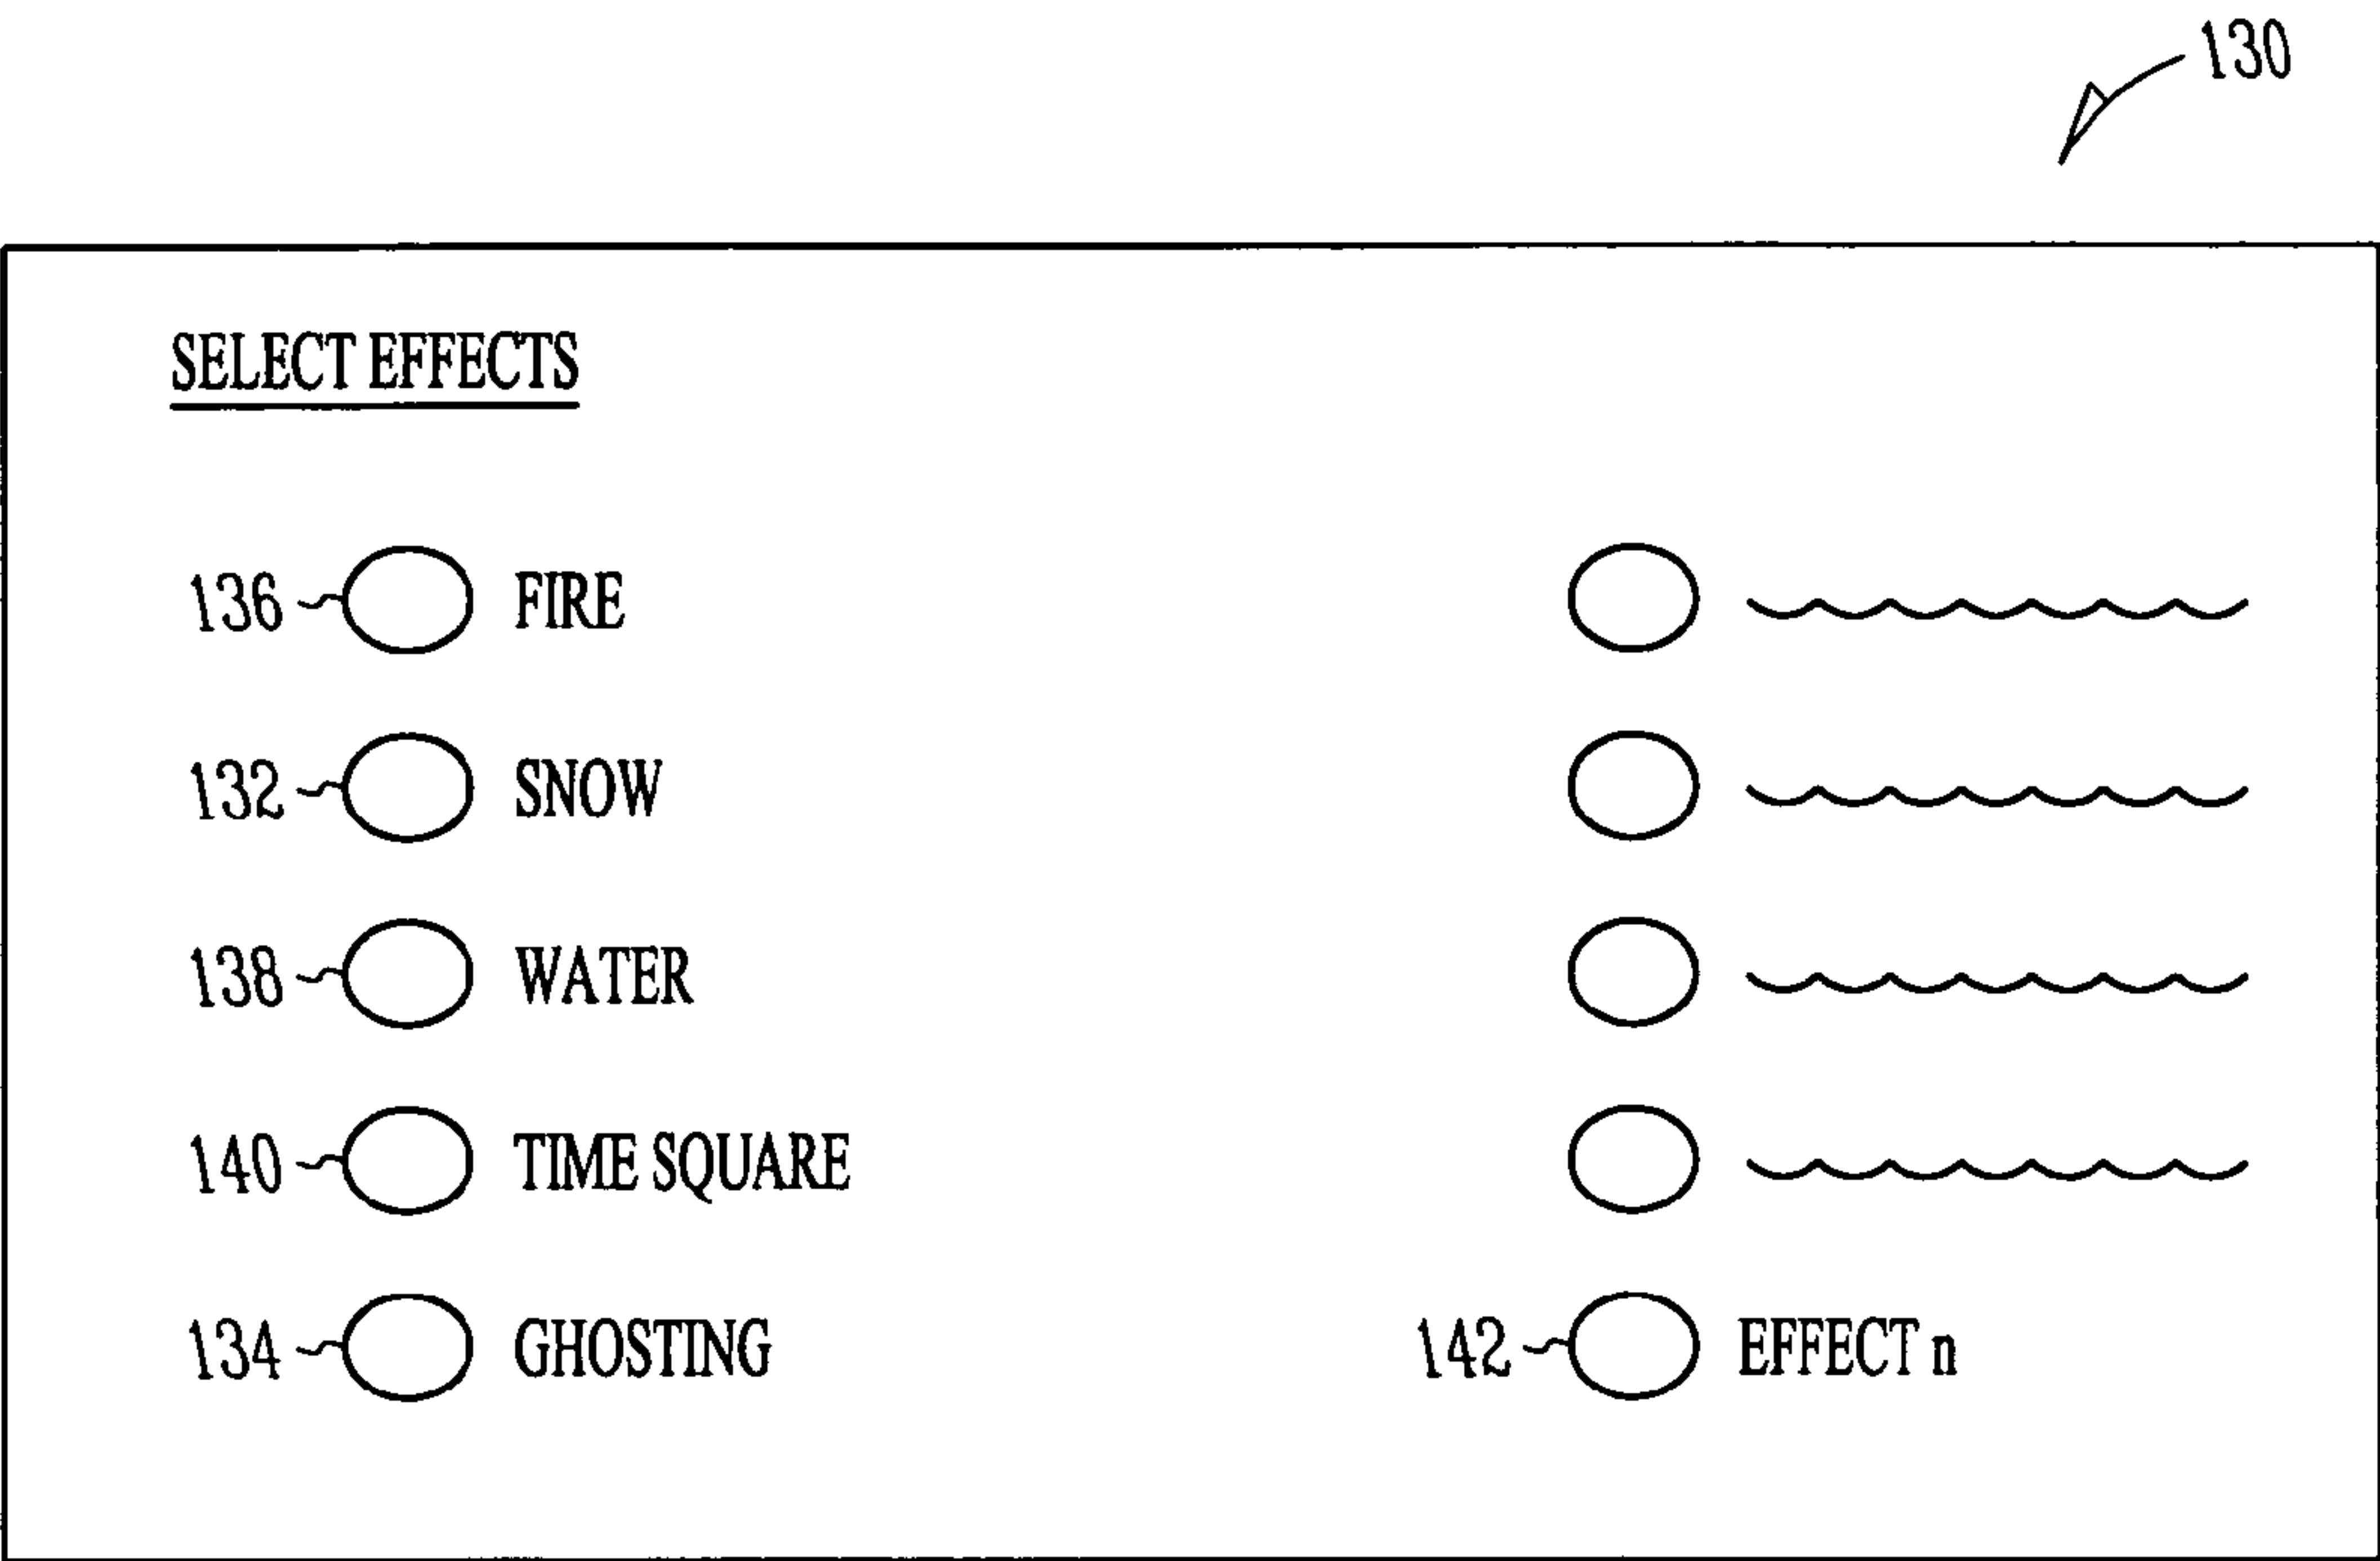 130
SELECT EFFECTS
136 FIRE
132 SNOW
138 WATER
140 TIME SQUARE
134 GHOSTING
142 EFFECT n